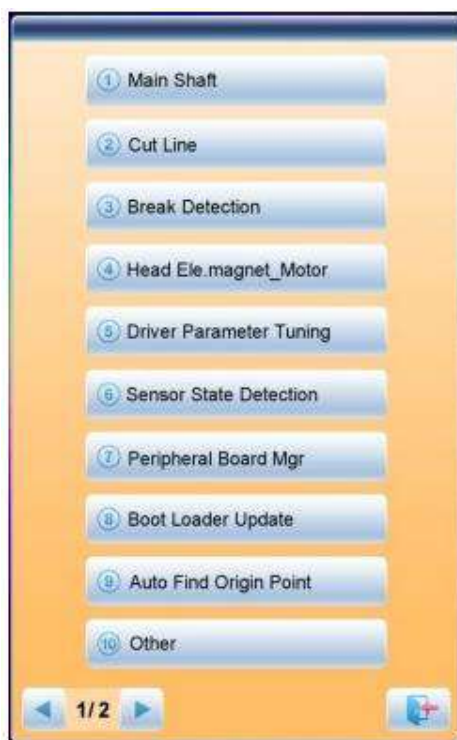 1 Main Shaft
2 Cut Line
3 Break Detection
4 Head Ele.magnet_Motor
5 Driver Parameter Tuning
6 Sensor State Detection
7 Peripheral Board Mgr
8 Boot Loader Update
9 Auto Find Origin Point
10 Other
1/2